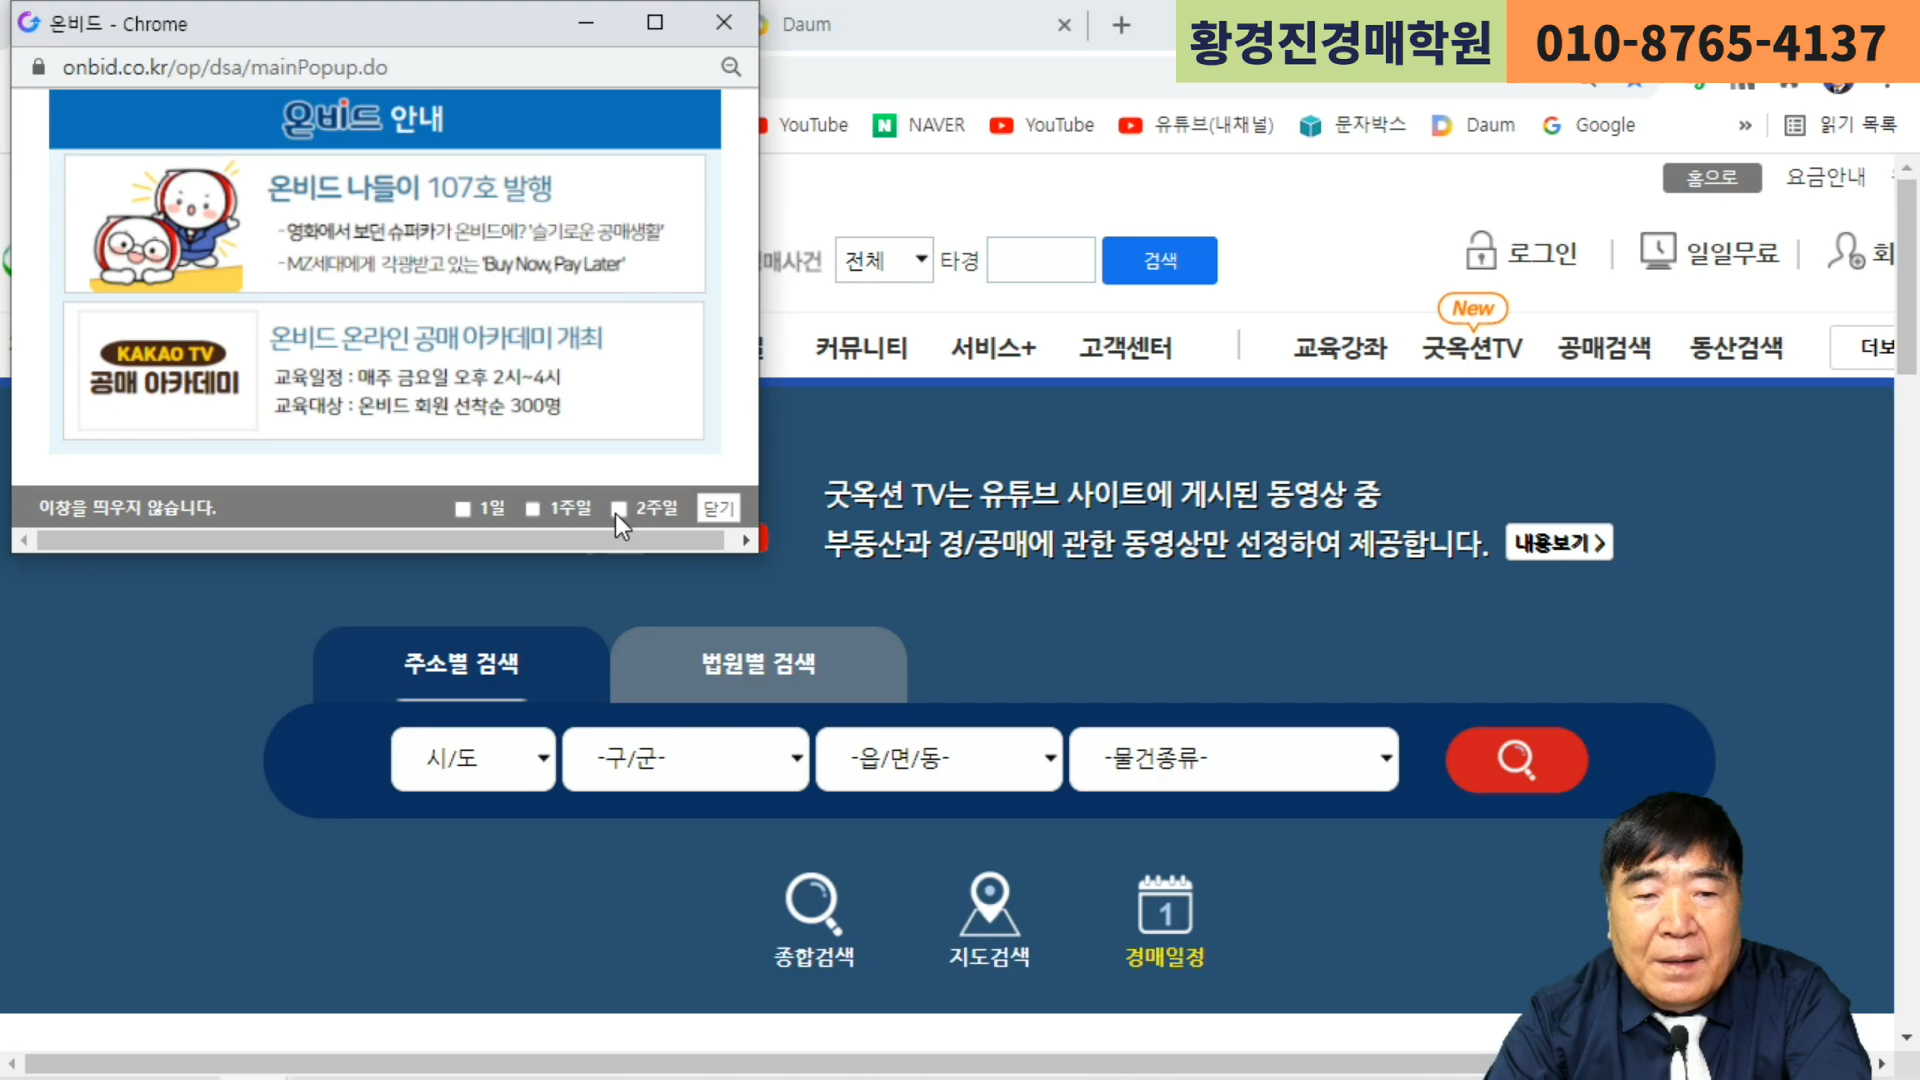 온비드 - Chrome
Daum
황경진경매학원
010-8765-4137
onbid.co.kr/op/dsa/mainPopup.do
YouTube
NAVER
YouTube
유튜브(내채널)
문자박스
Daum
Google
»
읽기 목록
온비드 안내
온비드 나들이 107호 발행
-영화에서 보던 슈퍼카가 온비드에? '슬기로운 공매생활'
-MZ세대에게 각광받고 있는 'Buy Now, Pay Later'
KAKAO TV
공매 아카데미
온비드 온라인 공매 아카데미 개최
교육일정 : 매주 금요일 오후 2시~4시
교육대상 : 온비드 회원 선착순 300명
이창을 띄우지 않습니다.
1일
1주일
2주일
닫기
홈으로
요금안내
매사건
전체
타경
검색
로그인
일일무료
회
New
커뮤니티
서비스+
고객센터
교육강좌
굿옥션TV
공매검색
동산검색
더보
굿옥션 TV는 유튜브 사이트에 게시된 동영상 중
부동산과 경/공매에 관한 동영상만 선정하여 제공합니다.
내용보기 >
주소별 검색
법원별 검색
시/도
-구/군-
-읍/면/동-
-물건종류-
1
종합검색
지도검색
경매일정